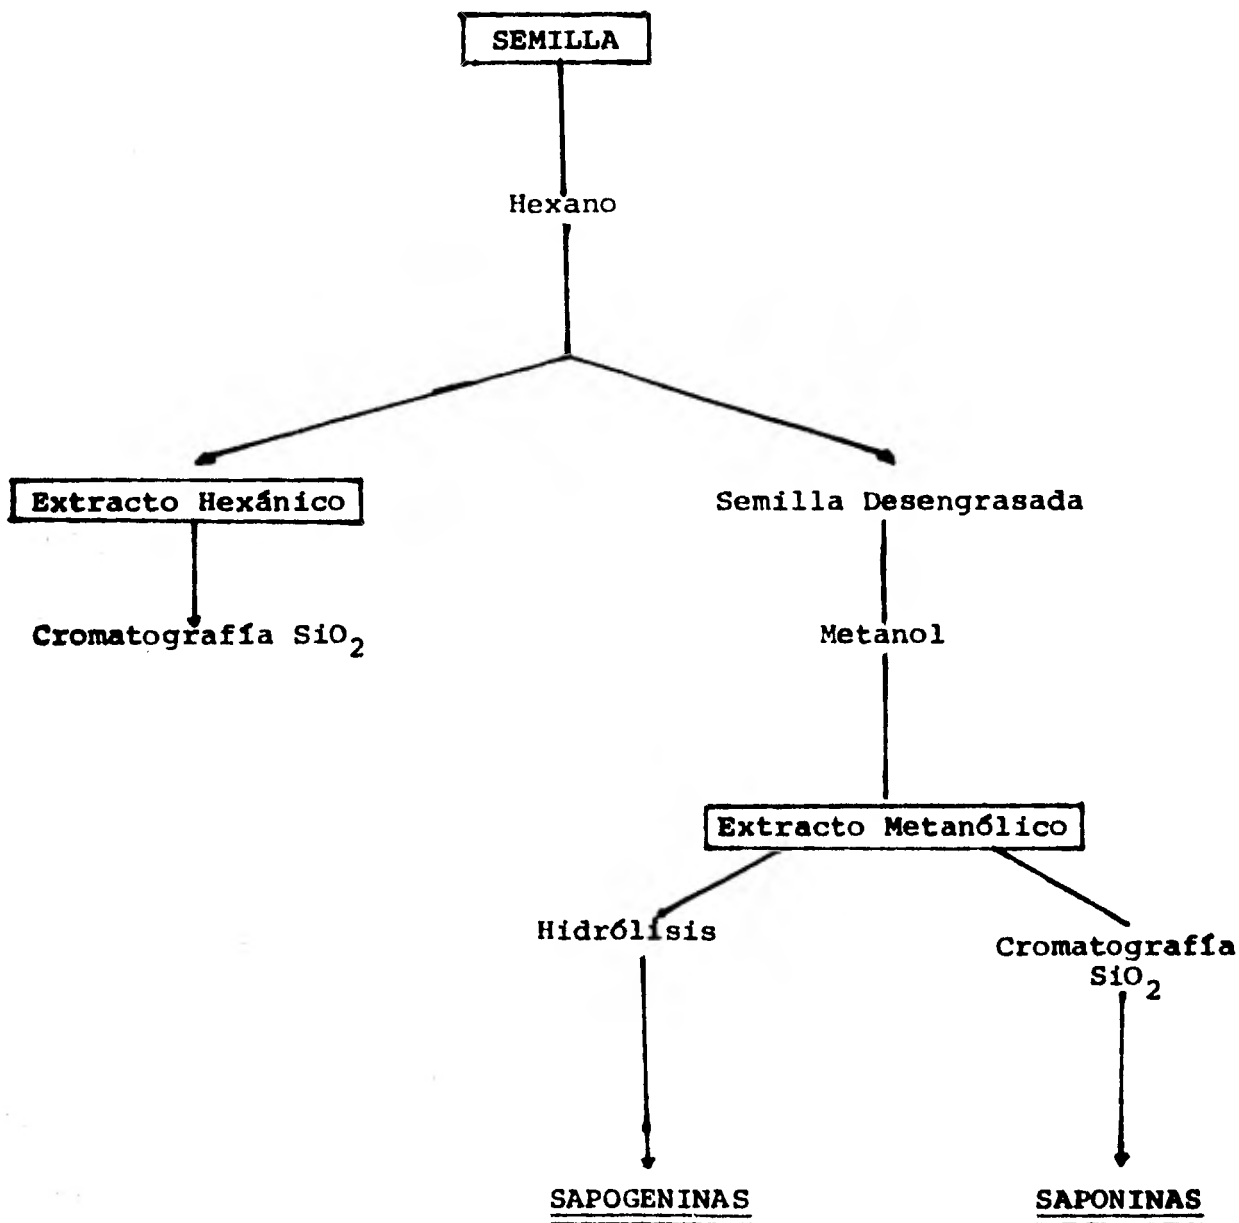 SEMILLA
Hexano
Extracto Hexánico
Semilla Desengrasada
Cromatografía SiO₂
Metanol
Extracto Metanólico
Hidrólisis
Cromatografía
SiO₂
SAPOGENINAS
SAPONINAS